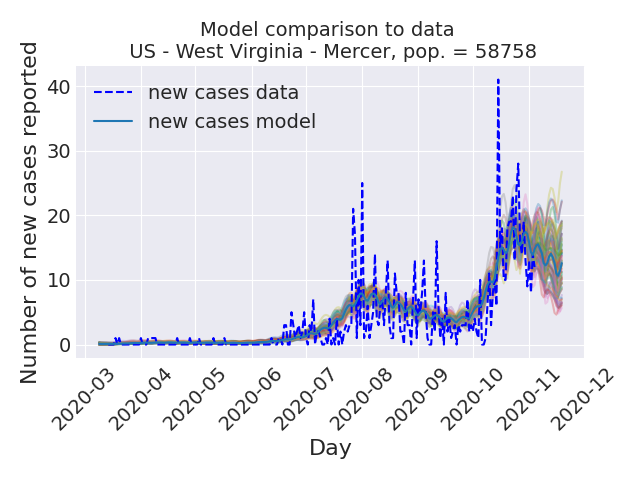 Model comparison to data
US - West Virginia - Mercer, pop. = 58758
new cases data
new cases model
Number of new cases reported
40
30
20
10
0
2020-03
2020-04
2020-05
2020-06
2020-07
2020-08
2020-09
2020-10
2020-11
2020-12
Day